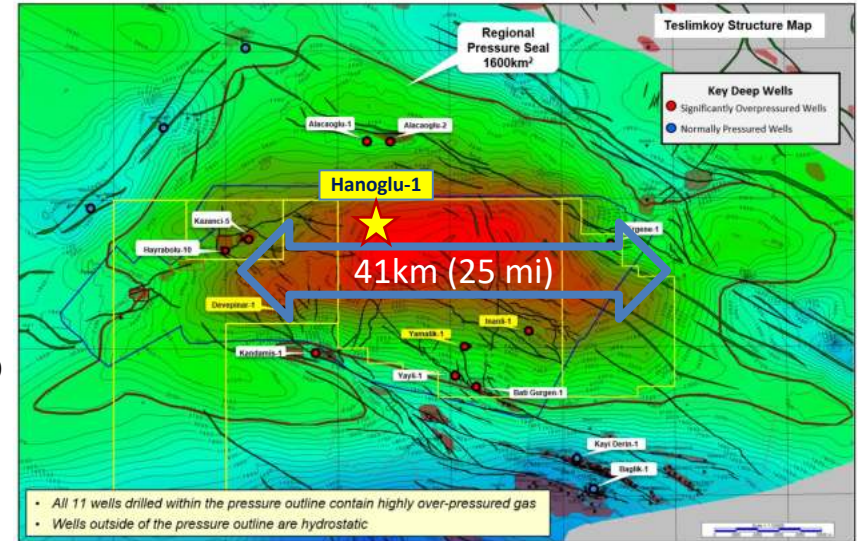 Teslimkoy Structure Map
Regional
Pressure Seal
1600km²
Key Deep Wells
Significantly Overpressured Wells
Normally Pressured Wells
Alacaoglu-1
Alacaoglu-2
Hanoglu-1
Kazanci-5
Hayrabolu-10
41km (25 mi)
Devepinar-1
Inanli-1
Yamalik-1
Kandamis-1
Yayli-1
Bati Gurgen-1
Kayi Derin-1
Baglik-1
• All 11 wells drilled within the pressure outline contain highly over-pressured gas
• Wells outside of the pressure outline are hydrostatic
)